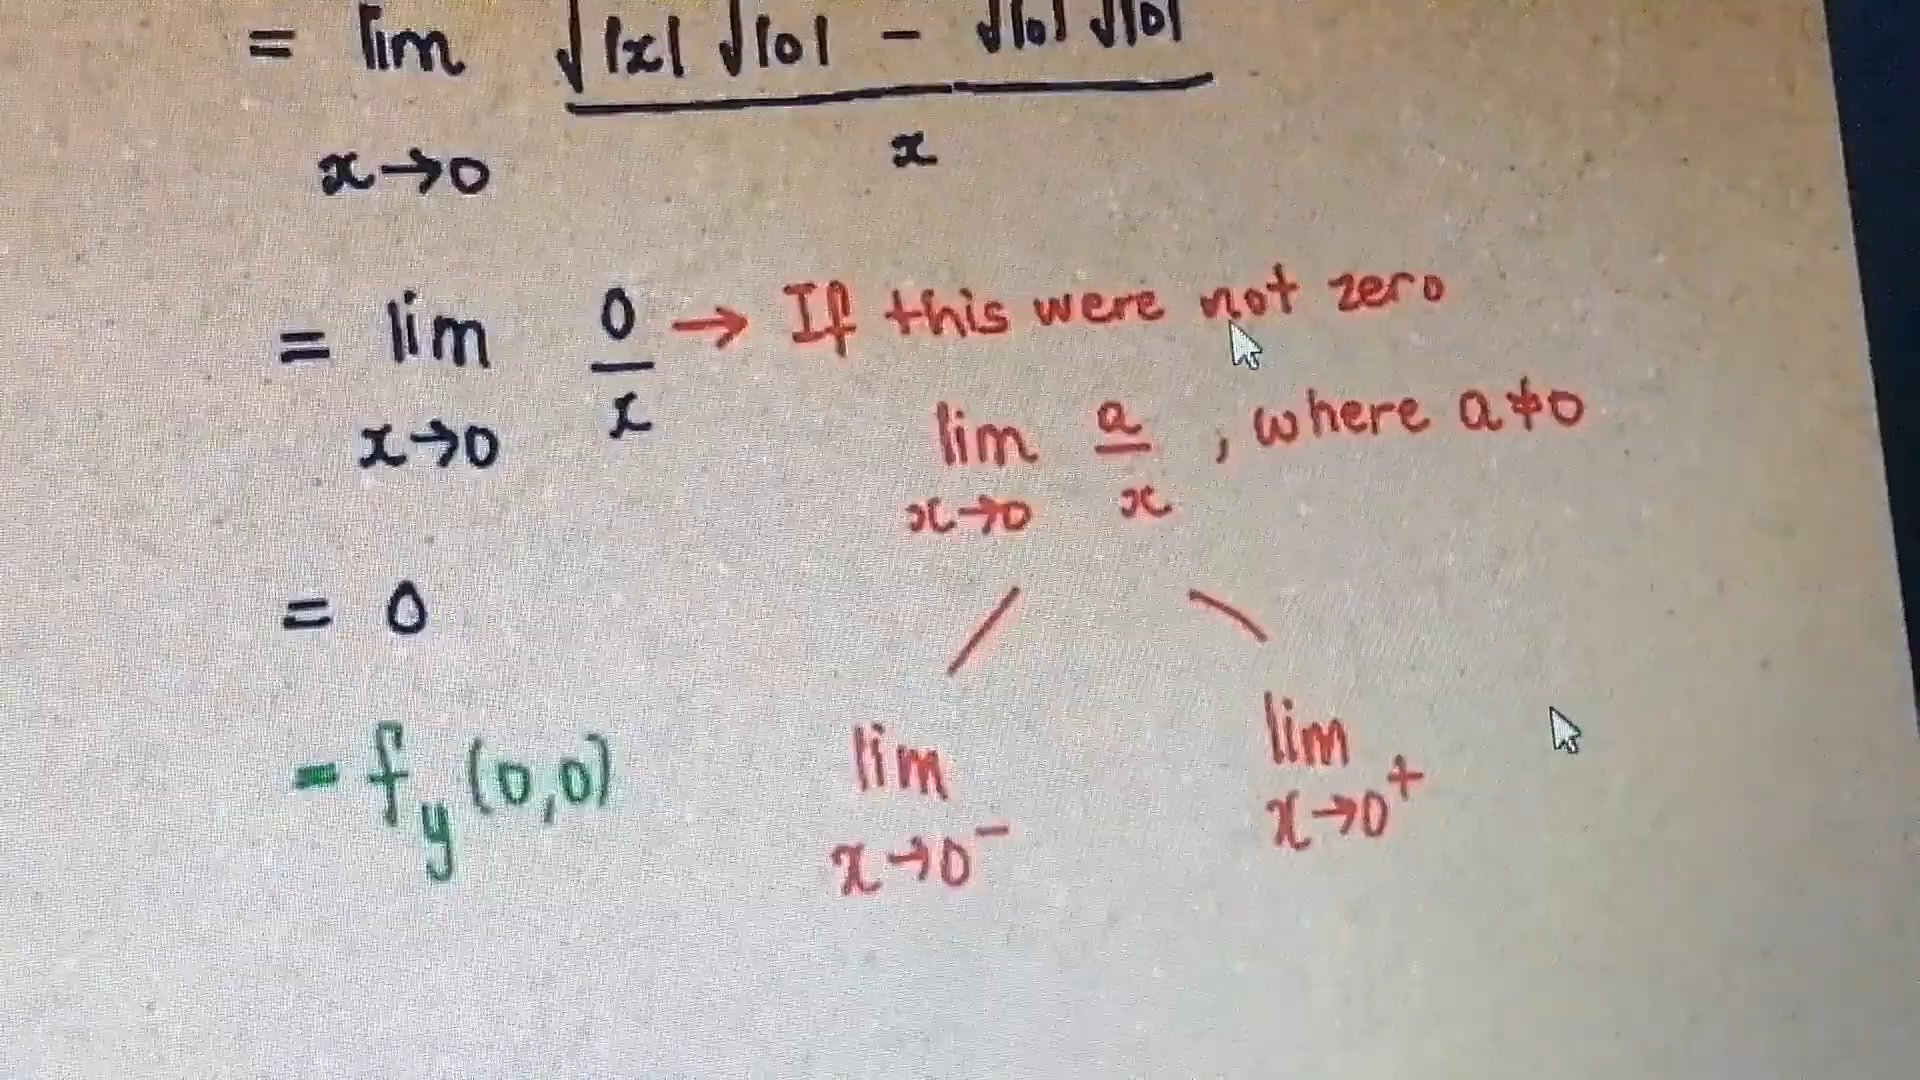 = lim √|x| √|0| - √|0| √|0|
x→0 x
= lim 0/x → If this were not zero
x→0
lim a/x , where a≠0
x→0
= 0
= f_y(0,0)
lim lim
x→0⁻ x→0⁺